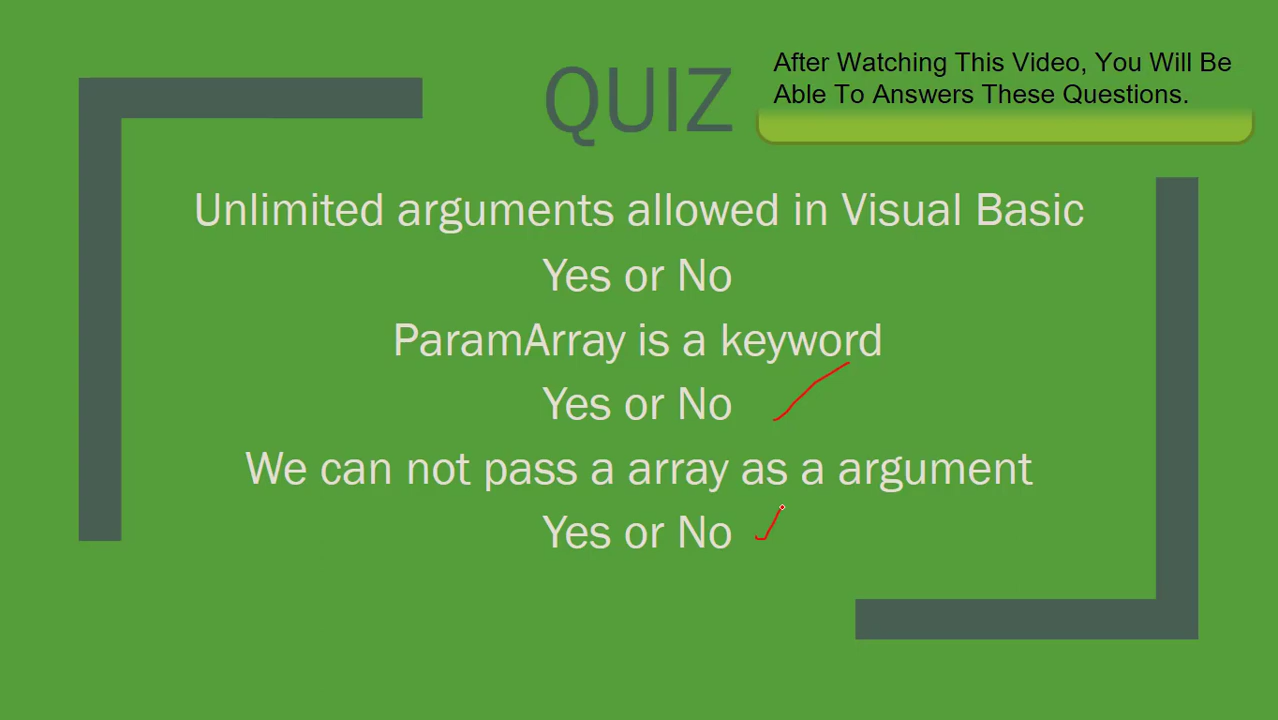 QUIZ
After Watching This Video, You Will Be
Able To Answers These Questions.
Unlimited arguments allowed in Visual Basic
Yes or No
ParamArray is a keyword
Yes or No
We can not pass a array as a argument
Yes or No